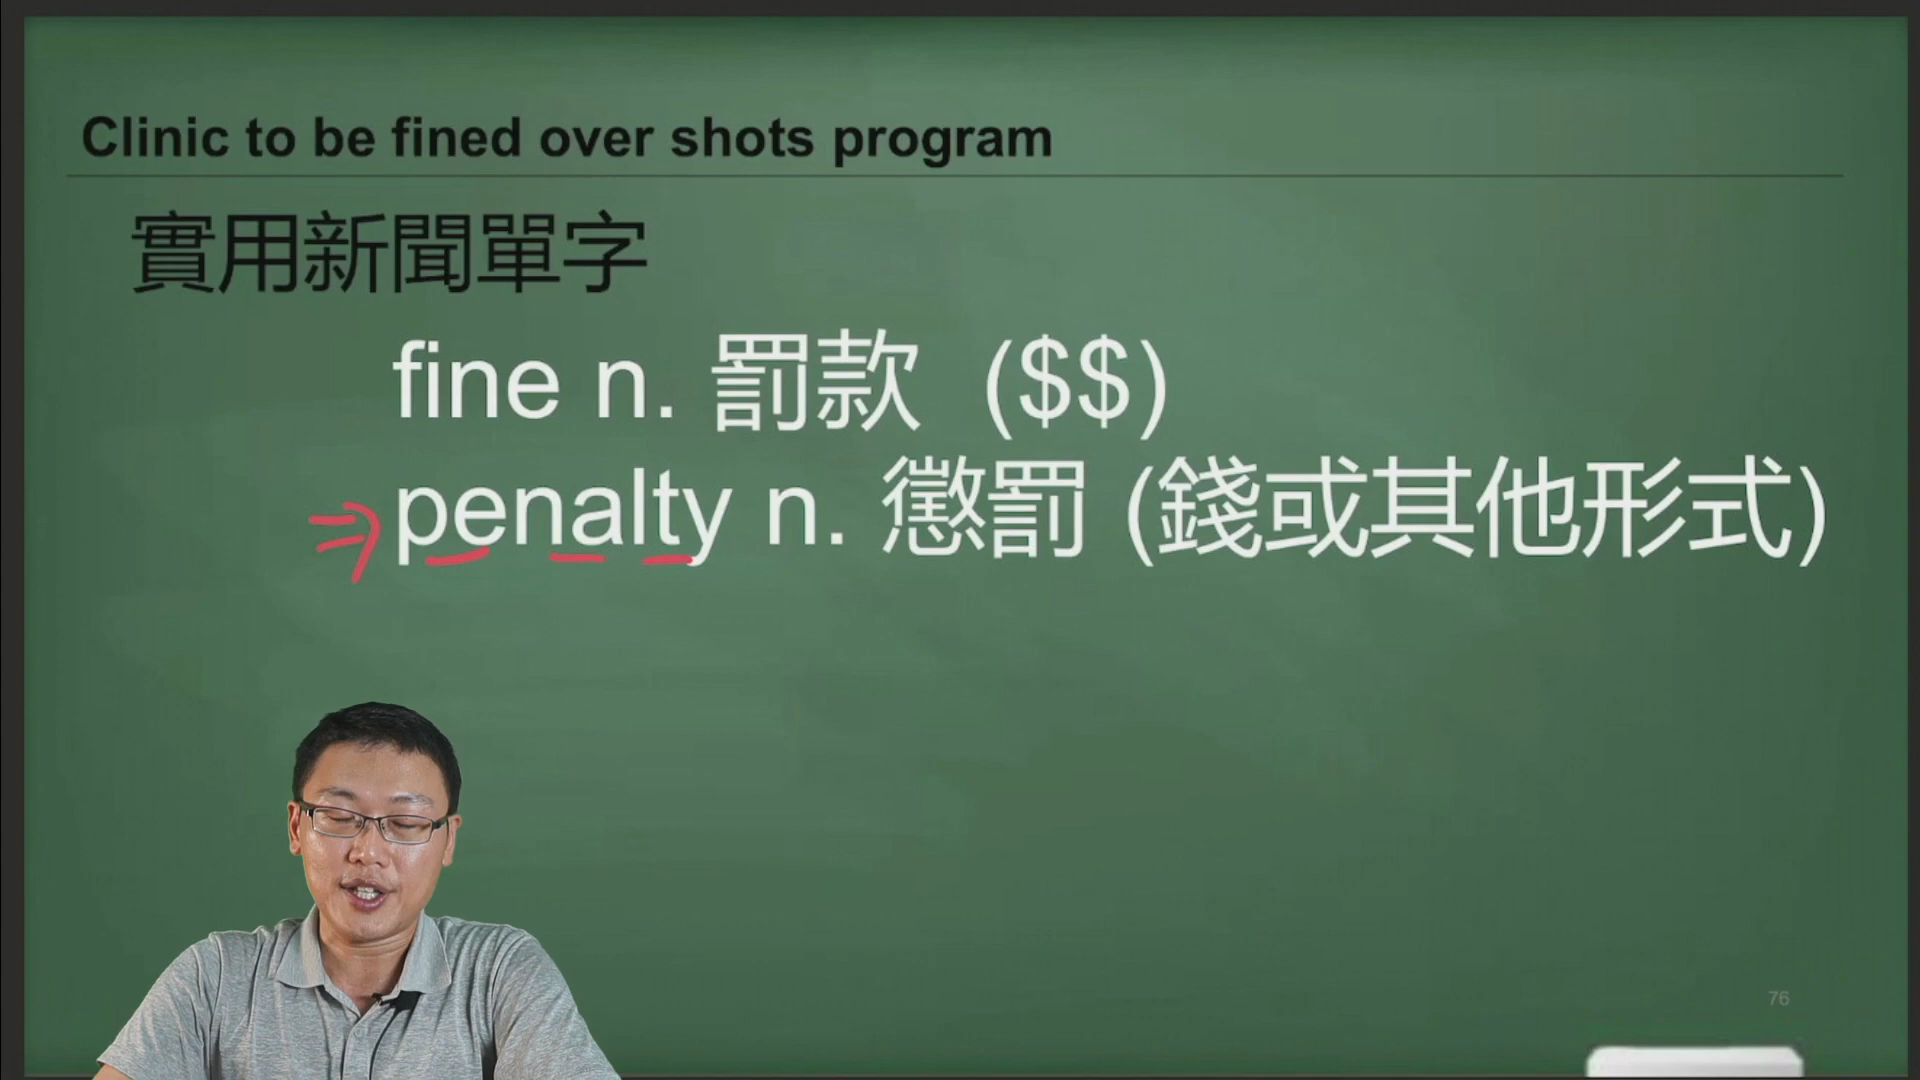 Clinic to be fined over shots program
實用新聞單字
fine n. 罰款 ($$)
penalty n. 懲罰 (錢或其他形式)
76